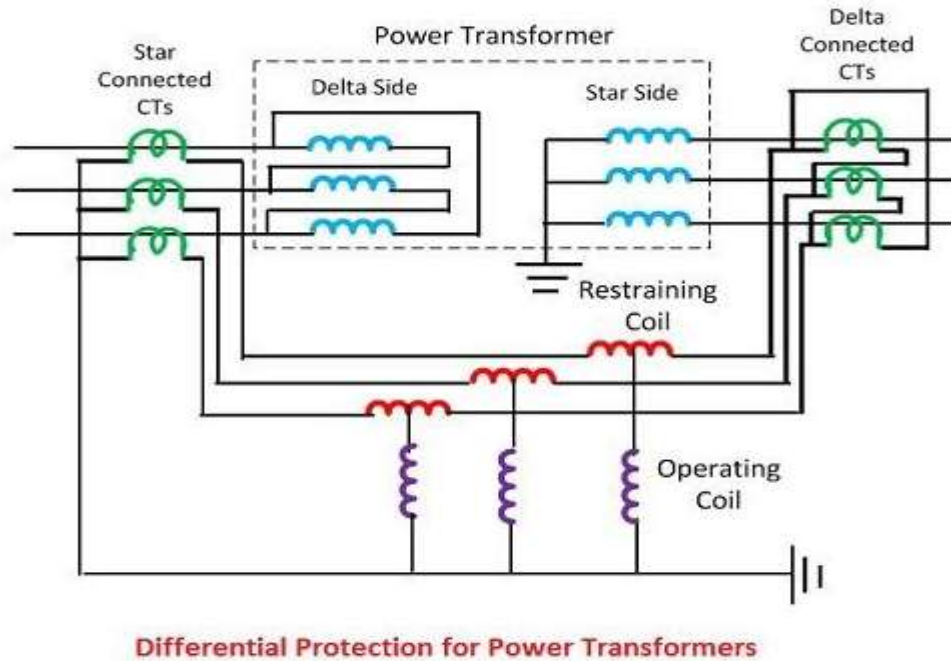 Power Transformer
Star
Connected
CTs
Delta Side
Star Side
Delta
Connected
CTs
Restraining
Coil
Operating
Coil
Differential Protection for Power Transformers